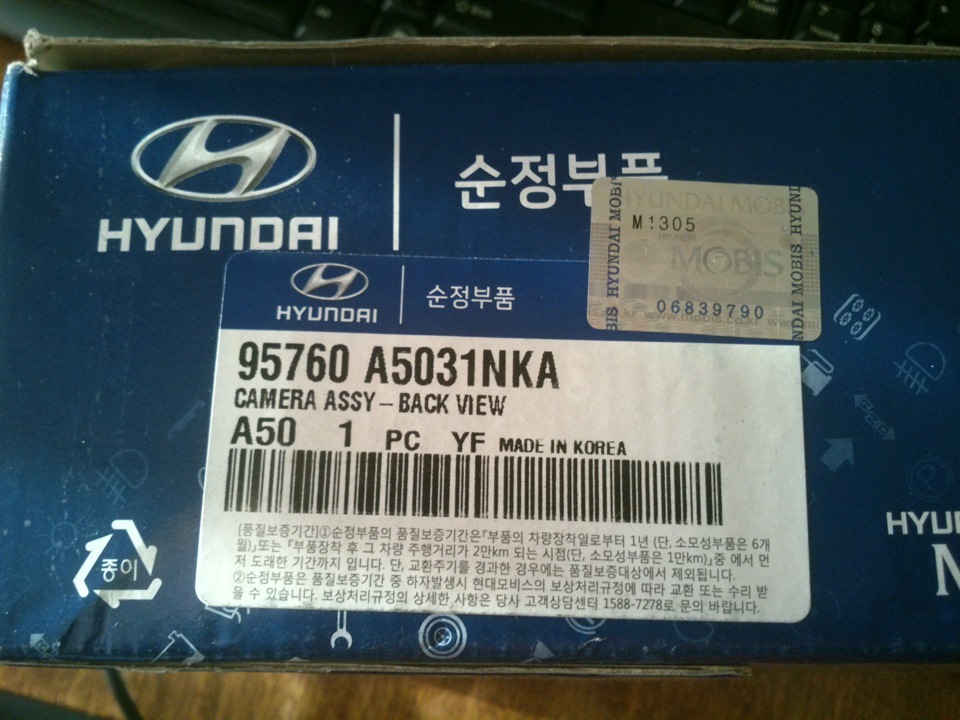 HYUNDAI
순정부품
HYUNDAI MOBIS
M1305
MOBIS
06839790
www.mobis.co.kr
HYUNDAI
순정부품
95760 A5031NKA
CAMERA ASSY - BACK VIEW
A50 1 PC YF MADE IN KOREA
[품질보증기간]①순정부품의 품질보증기간은『부품의 차량장착일로부터 1년 (단, 소모성부품은 6개
월)』또는 『부품장착 후 그 차량 주행거리가 2만km 되는 시점(단, 소모성부품은 1만km)』중 에서 먼
저 도래한 기간까지 입니다. 단, 교환주기를 경과한 경우에는 품질보증대상에서 제외됩니다.
②순정부품은 품질보증기간 중 하자발생시 현대모비스의 보상처리규정에 따라 교환 또는 수리 받
을 수 있습니다. 보상처리규정의 상세한 사항은 당사 고객상담센터 1588-7278로 문의 바랍니다.
종이
HYU